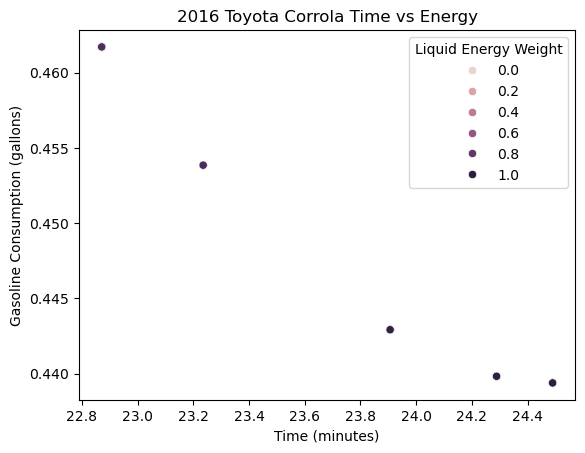 2016 Toyota Corrola Time vs Energy
Liquid Energy Weight
0.0
0.2
0.4
0.6
0.8
1.0
Gasoline Consumption (gallons)
0.460
0.455
0.450
0.445
0.440
22.8 23.0 23.2 23.4 23.6 23.8 24.0 24.2 24.4
Time (minutes)